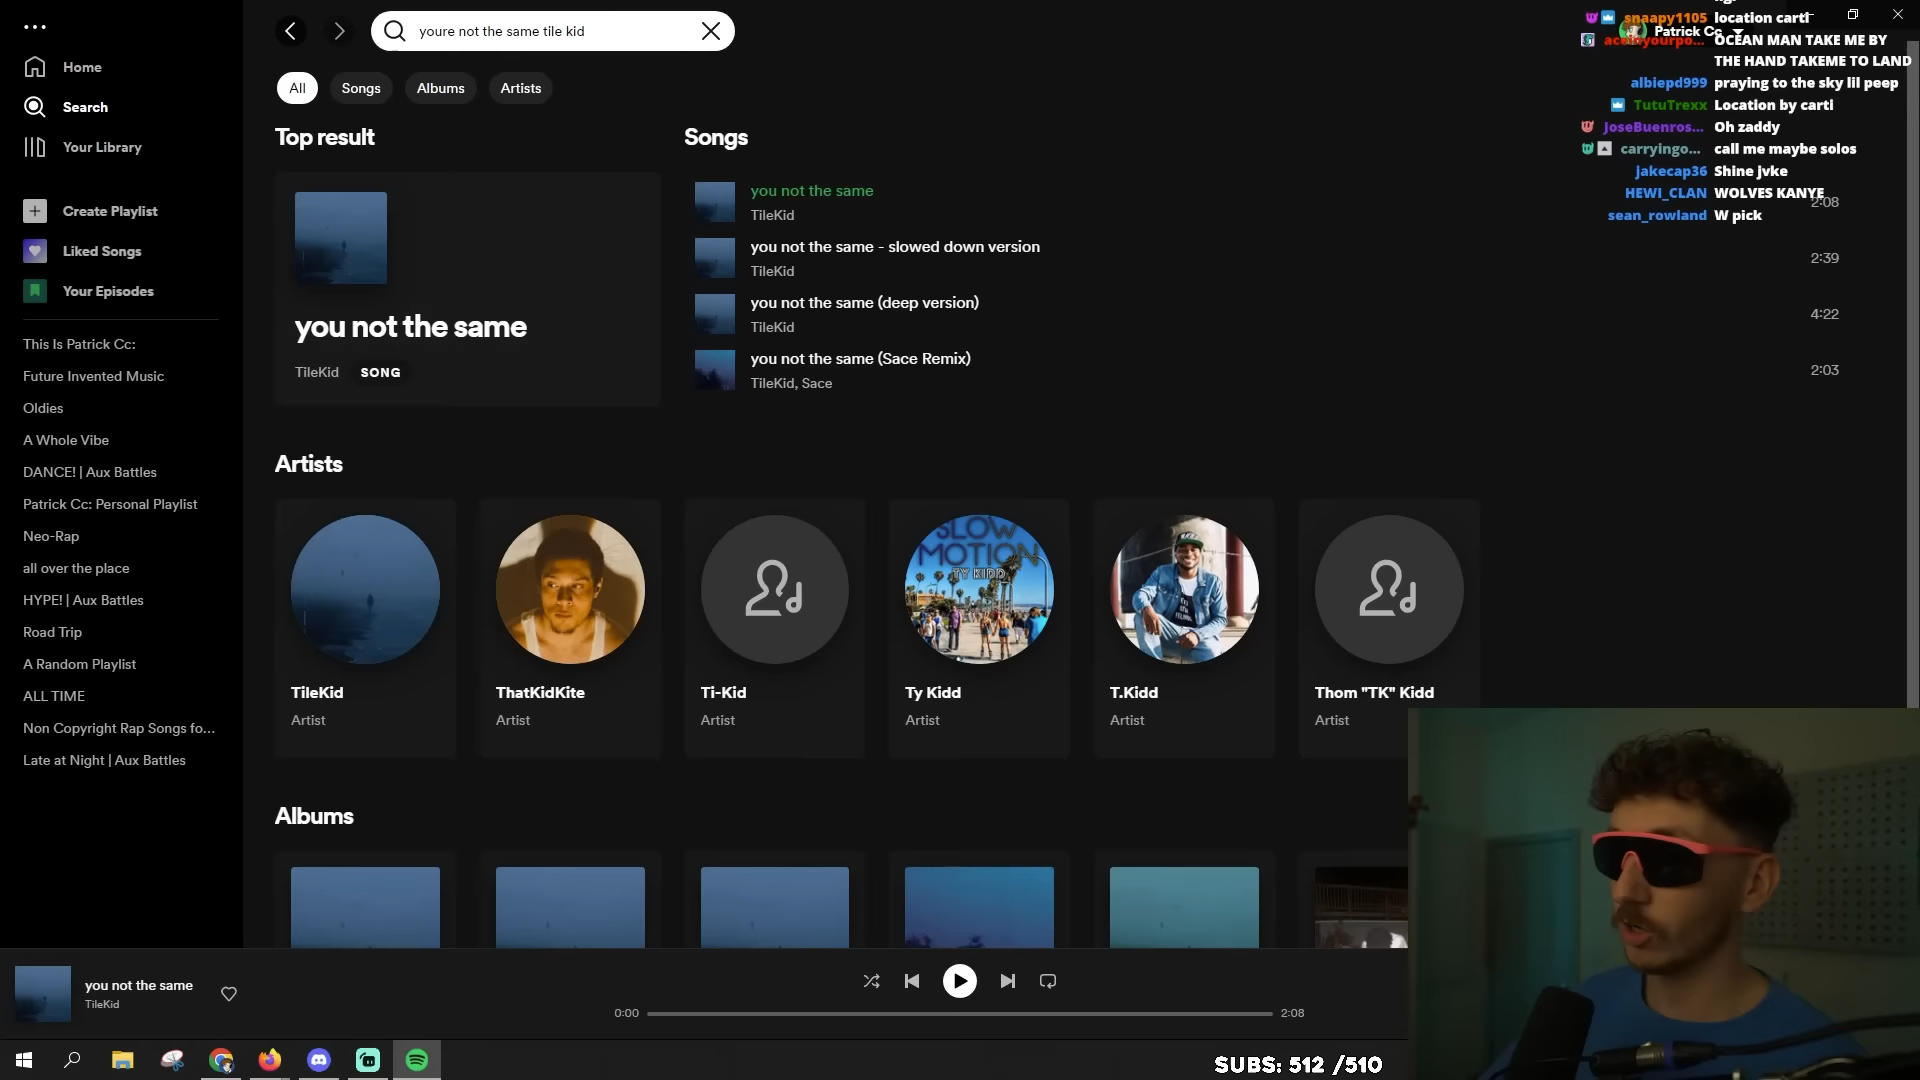 Home
Search
Your Library
Create Playlist
Liked Songs
Your Episodes
This Is Patrick Cc:
Future Invented Music
Oldies
A Whole Vibe
DANCE! | Aux Battles
Patrick Cc: Personal Playlist
Neo-Rap
all over the place
HYPE! | Aux Battles
Road Trip
A Random Playlist
ALL TIME
Non Copyright Rap Songs fo...
Late at Night | Aux Battles
youre not the same tile kid
All
Songs
Albums
Artists
Top result
you not the same
TileKid SONG
Songs
you not the same
TileKid
2:08
you not the same - slowed down version
TileKid
2:39
you not the same (deep version)
TileKid
4:22
you not the same (Sace Remix)
TileKid, Sace
2:03
Artists
TileKid
Artist
ThatKidKite
Artist
Ti-Kid
Artist
SLOW
MOTION
TY KIDD
Ty Kidd
Artist
T.Kidd
Artist
Thom "TK" Kidd
Artist
Albums
snaapy1105 location carti
Patrick Cc
OCEAN MAN TAKE ME BY
THE HAND TAKEME TO LAND
albiepd999 praying to the sky lil peep
TutuTrexx Location by carti
JoseBuenros... Oh zaddy
carryingo... call me maybe solos
jakecap36 Shine jvke
HEWI_CLAN WOLVES KANYE
sean_rowland W pick
you not the same
TileKid
0:00
2:08
SUBS: 512 /510